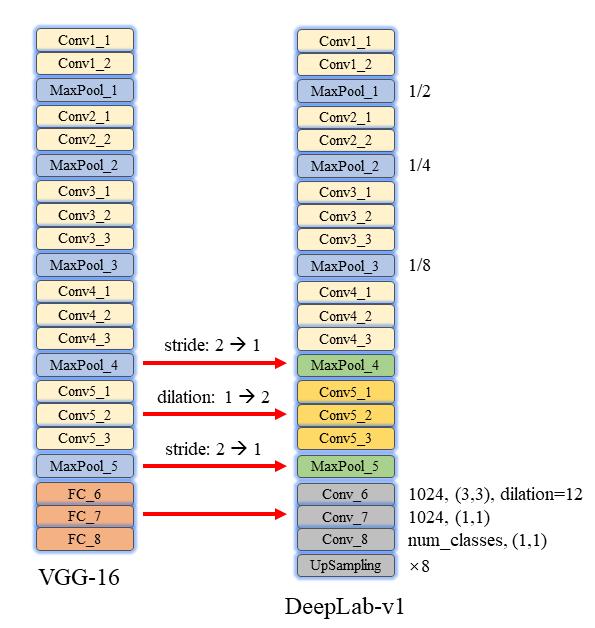 Conv1_1
Conv1_2
MaxPool_1
Conv2_1
Conv2_2
MaxPool_2
Conv3_1
Conv3_2
Conv3_3
MaxPool_3
Conv4_1
Conv4_2
Conv4_3
MaxPool_4
Conv5_1
Conv5_2
Conv5_3
MaxPool_5
FC_6
FC_7
FC_8
VGG-16
stride: 2 → 1
dilation: 1 → 2
stride: 2 → 1
Conv1_1
Conv1_2
MaxPool_1 1/2
Conv2_1
Conv2_2
MaxPool_2 1/4
Conv3_1
Conv3_2
Conv3_3
MaxPool_3 1/8
Conv4_1
Conv4_2
Conv4_3
MaxPool_4
Conv5_1
Conv5_2
Conv5_3
MaxPool_5
Conv_6 1024, (3,3), dilation=12
Conv_7 1024, (1,1)
Conv_8 num_classes, (1,1)
UpSampling ×8
DeepLab-v1